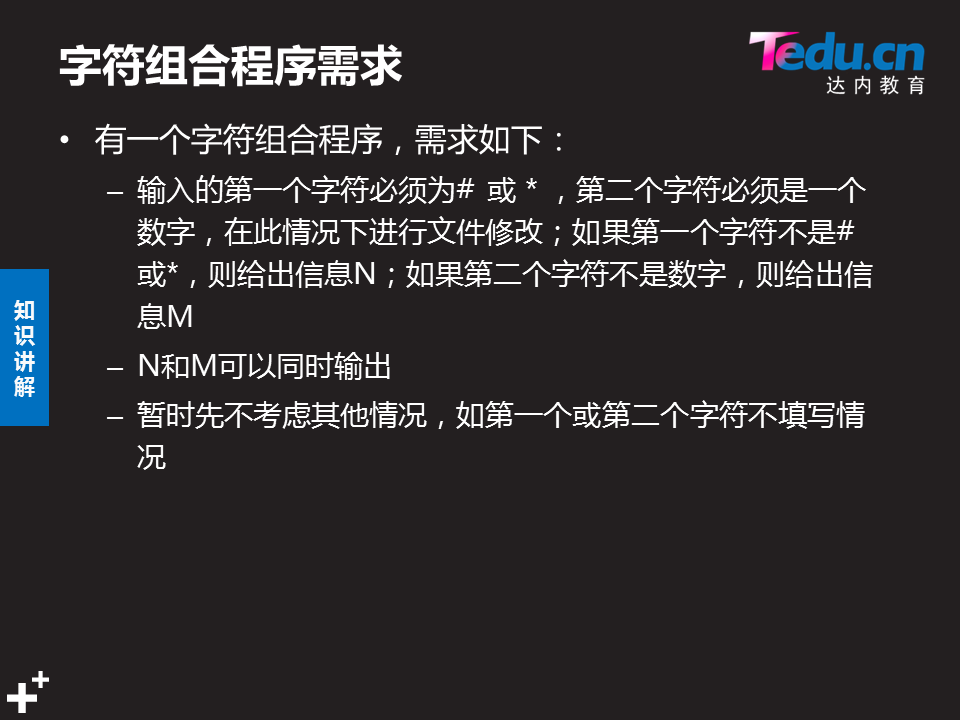 字符组合程序需求
Tedu.cn
达内教育
• 有一个字符组合程序，需求如下：
– 输入的第一个字符必须为# 或 * ，第二个字符必须是一个
数字，在此情况下进行文件修改；如果第一个字符不是#
或*，则给出信息N；如果第二个字符不是数字，则给出信
息M
– N和M可以同时输出
– 暂时先不考虑其他情况，如第一个或第二个字符不填写情
况
知
识
讲
解